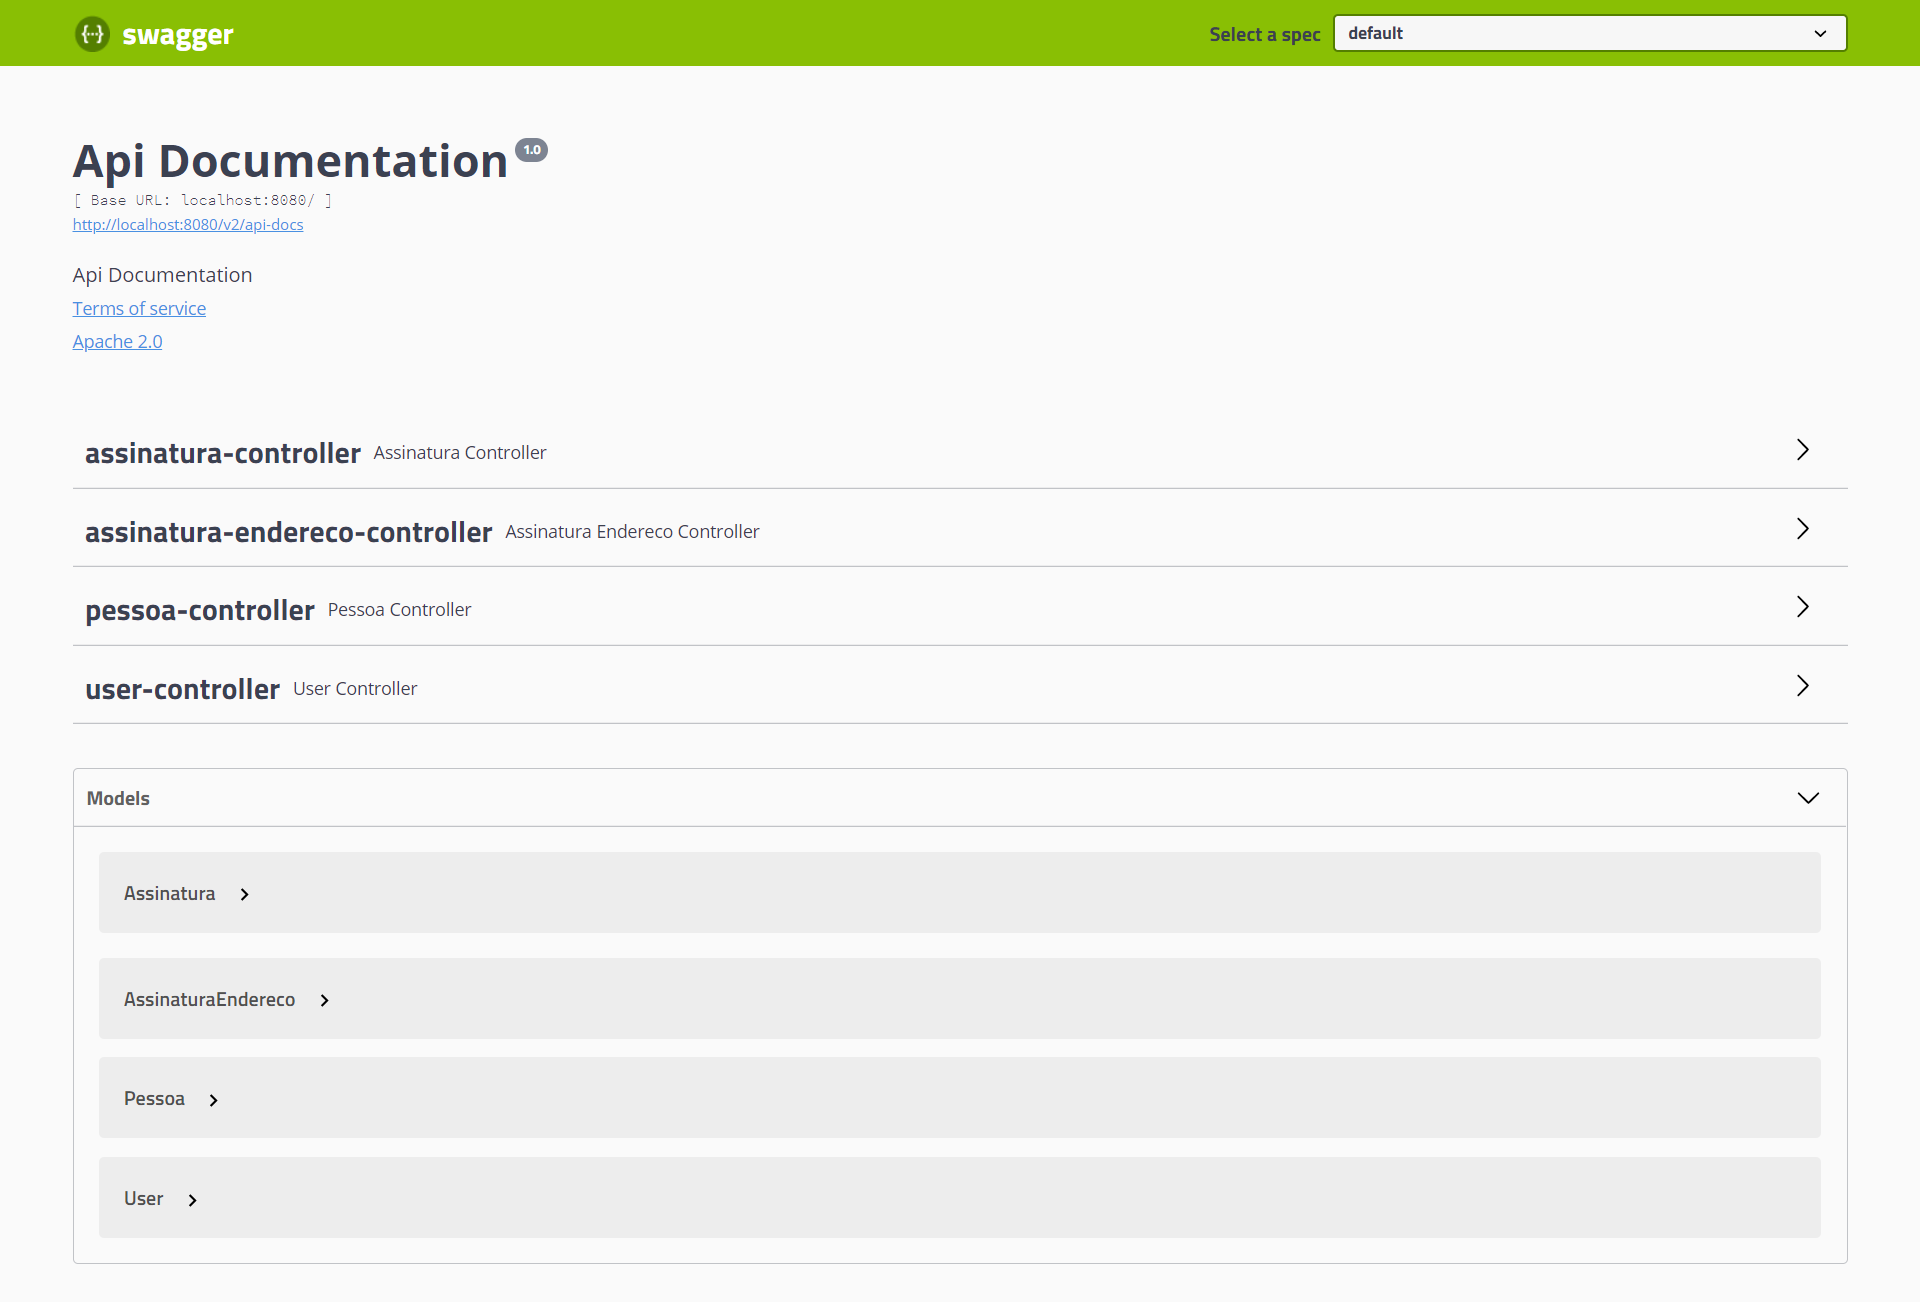 {···} swagger Select a spec default
Api Documentation 1.0
[ Base URL: localhost:8080/ ]
http://localhost:8080/v2/api-docs
Api Documentation
Terms of service
Apache 2.0
assinatura-controller Assinatura Controller
assinatura-endereco-controller Assinatura Endereco Controller
pessoa-controller Pessoa Controller
user-controller User Controller
Models
Assinatura
AssinaturaEndereco
Pessoa
User